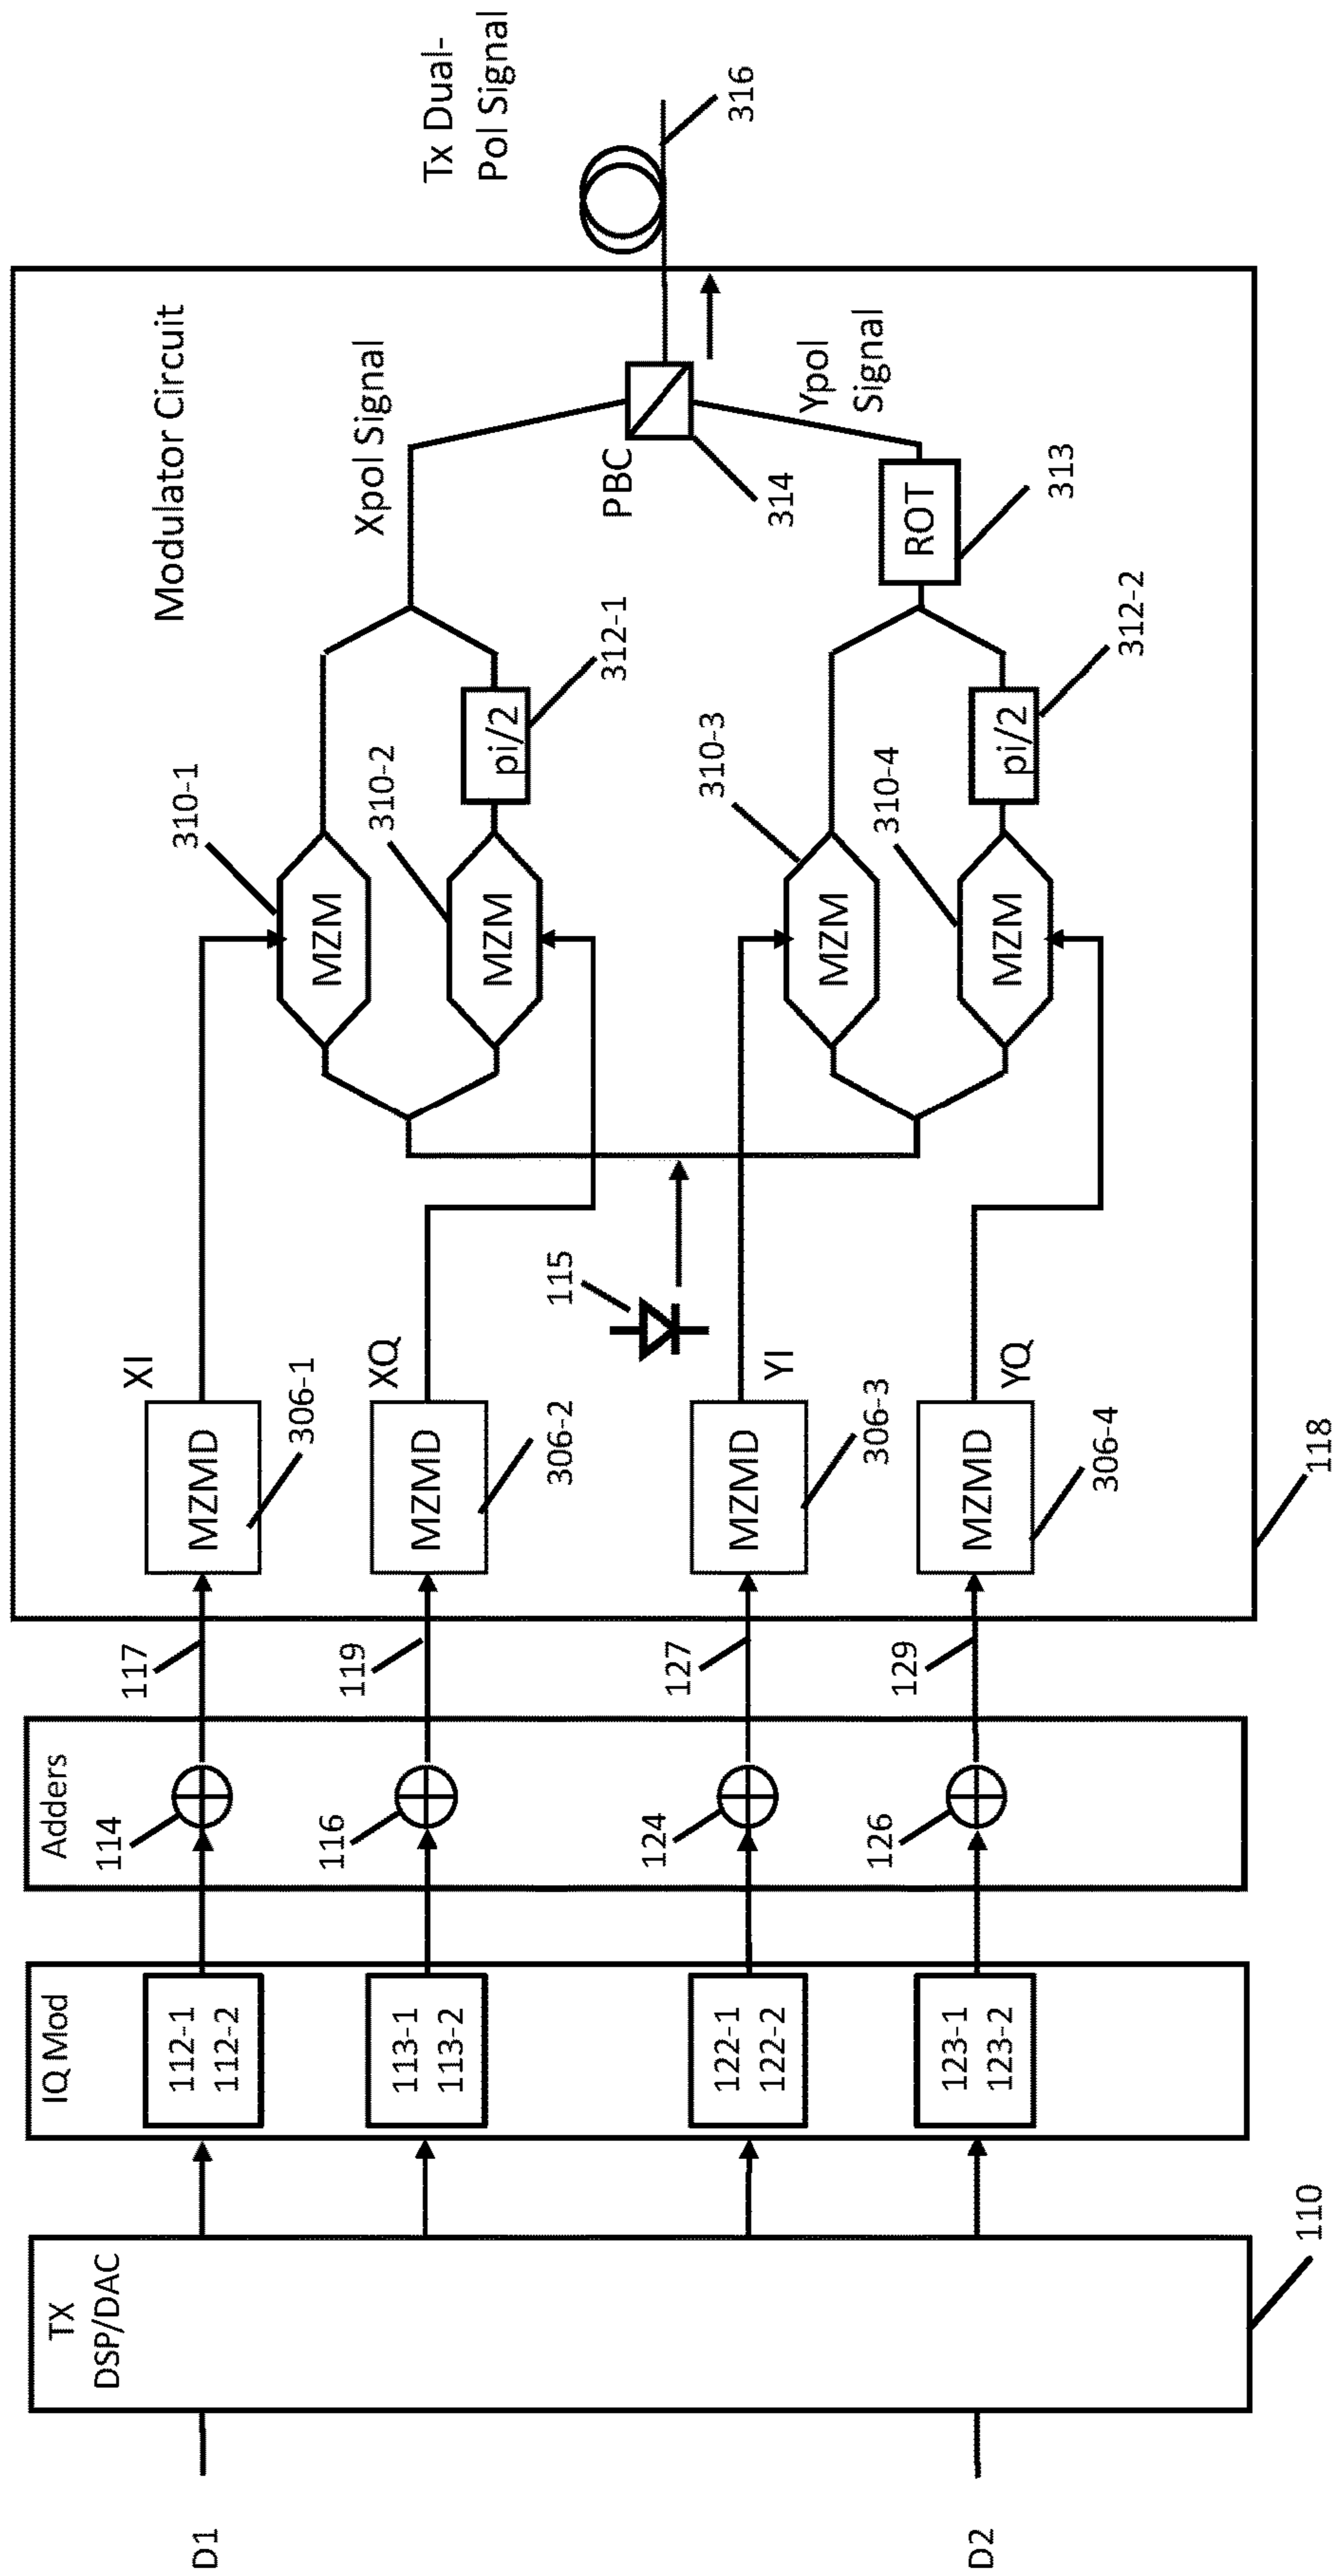 D1
D2
TX
DSP/DAC
110
IQ Mod
112-1
112-2
113-1
113-2
122-1
122-2
123-1
123-2
Adders
114
116
124
126
117
119
127
129
Modulator Circuit
118
MZMD
306-1
XI
MZMD
306-2
XQ
MZMD
306-3
YI
MZMD
306-4
YQ
115
MZM
310-1
MZM
310-2
MZM
310-3
MZM
310-4
pi/2
312-1
pi/2
312-2
Xpol Signal
ROT
313
Ypol
Signal
PBC
314
Tx Dual-
Pol Signal
316